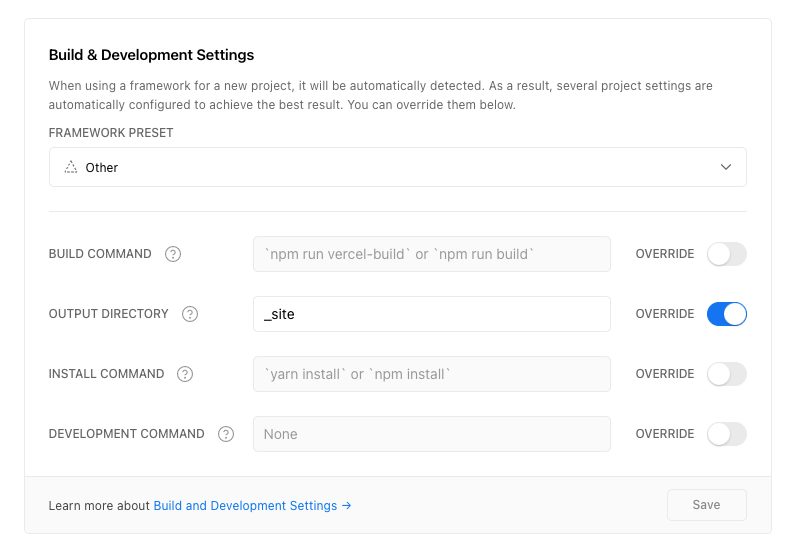 Build & Development Settings
When using a framework for a new project, it will be automatically detected. As a result, several project settings are
automatically configured to achieve the best result. You can override them below.
FRAMEWORK PRESET
Other
BUILD COMMAND ? `npm run vercel-build` or `npm run build` OVERRIDE
OUTPUT DIRECTORY ? _site OVERRIDE
INSTALL COMMAND ? `yarn install` or `npm install` OVERRIDE
DEVELOPMENT COMMAND ? None OVERRIDE
Learn more about Build and Development Settings → Save